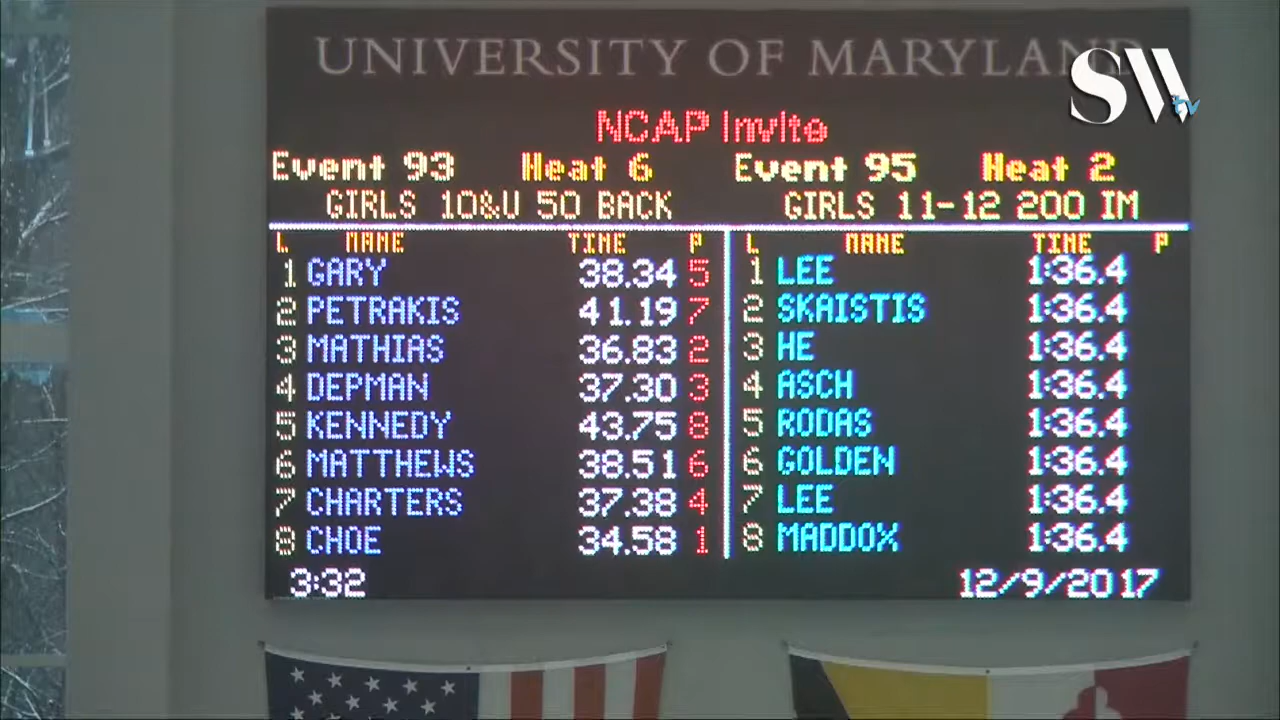 UNIVERSITY OF MARYLAND
SW tv
NCAP Invite
Event 93 Heat 6 Event 95 Heat 2
GIRLS 10&U 50 BACK GIRLS 11-12 200 IM
L NAME TIME P L NAME TIME P
1 GARY 38.34 5 1 LEE 1:36.4
2 PETRAKIS 41.19 7 2 SKAISTIS 1:36.4
3 MATHIAS 36.83 2 3 HE 1:36.4
4 DEPMAN 37.30 3 4 ASCH 1:36.4
5 KENNEDY 43.75 8 5 RODAS 1:36.4
6 MATTHEWS 38.51 6 6 GOLDEN 1:36.4
7 CHARTERS 37.38 4 7 LEE 1:36.4
8 CHOE 34.58 1 8 MADDOX 1:36.4
3:32 12/9/2017